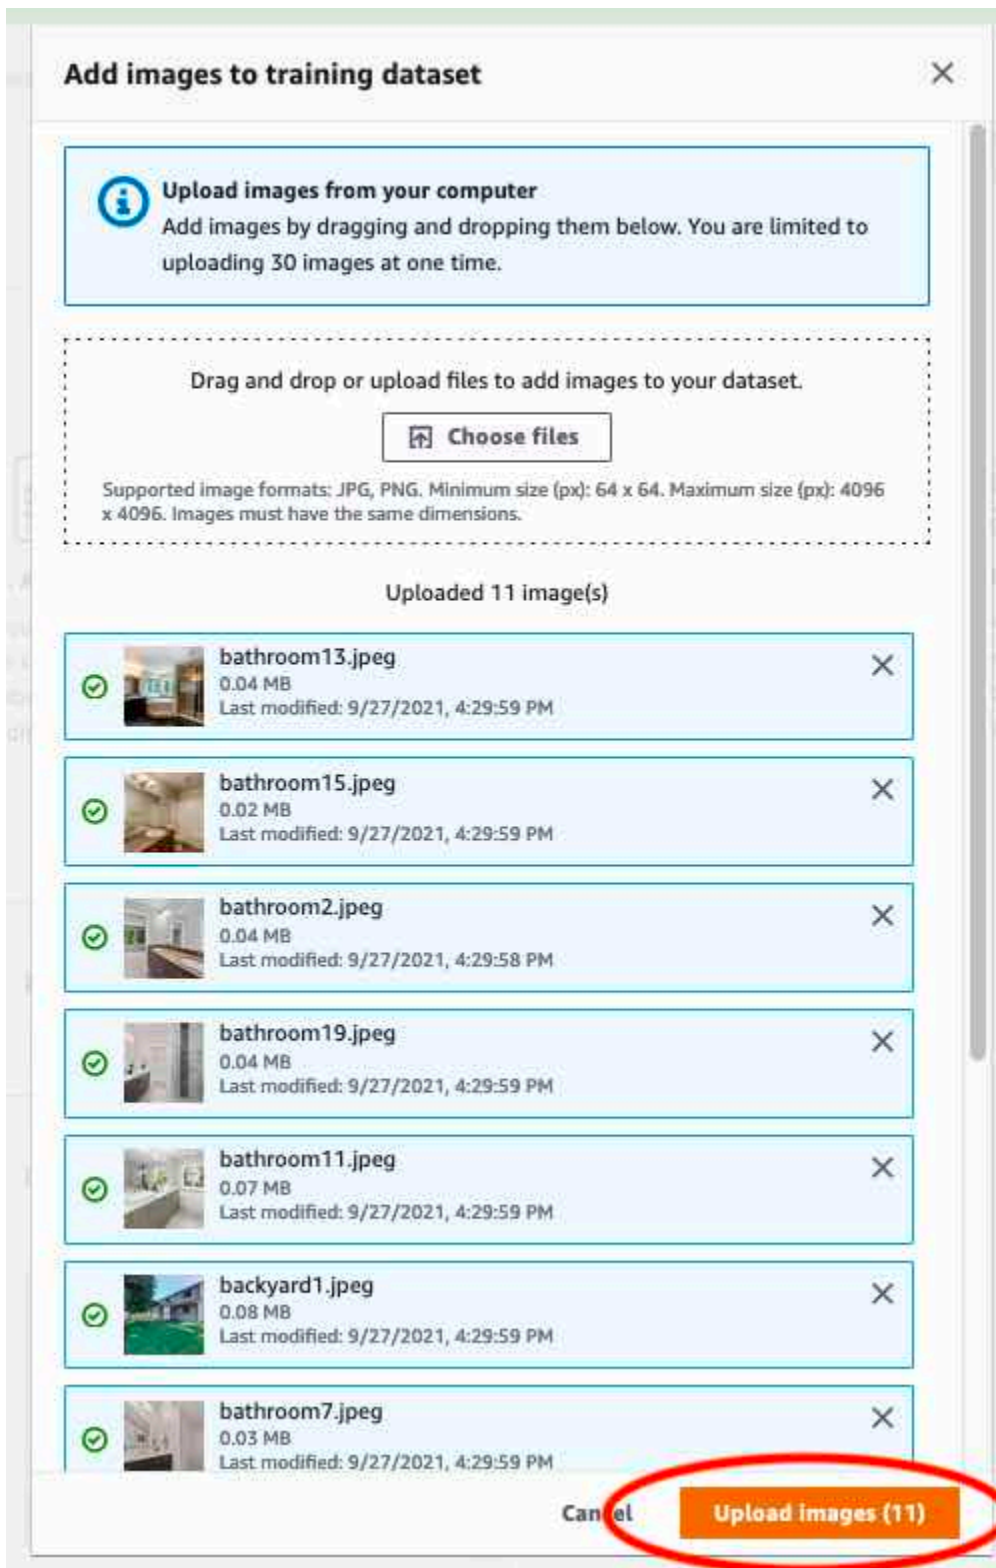 Add images to training dataset
Upload images from your computer
Add images by dragging and dropping them below. You are limited to
uploading 30 images at one time.
Drag and drop or upload files to add images to your dataset.
Choose files
Supported image formats: JPG, PNG. Minimum size (px): 64 x 64. Maximum size (px): 4096
x 4096. Images must have the same dimensions.
Uploaded 11 image(s)
bathroom13.jpeg
0.04 MB
Last modified: 9/27/2021, 4:29:59 PM
bathroom15.jpeg
0.02 MB
Last modified: 9/27/2021, 4:29:59 PM
bathroom2.jpeg
0.04 MB
Last modified: 9/27/2021, 4:29:58 PM
bathroom19.jpeg
0.04 MB
Last modified: 9/27/2021, 4:29:59 PM
bathroom11.jpeg
0.07 MB
Last modified: 9/27/2021, 4:29:59 PM
backyard1.jpeg
0.08 MB
Last modified: 9/27/2021, 4:29:59 PM
bathroom7.jpeg
0.03 MB
Last modified: 9/27/2021, 4:29:59 PM
Cancel
Upload images (11)